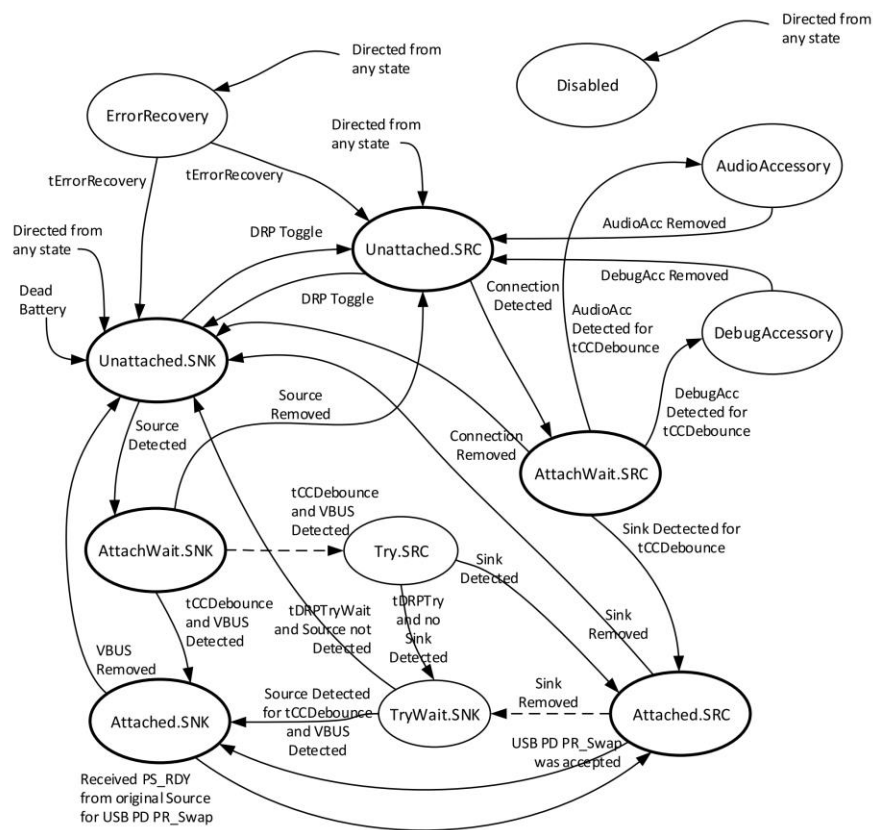 Directed from
any state
Directed from
any state
ErrorRecovery
Disabled
Directed from
any state
tErrorRecovery
tErrorRecovery
AudioAccessory
Directed from
any state
DRP Toggle
Unattached.SRC
AudioAcc Removed
DebugAcc Removed
Dead
Battery
DRP Toggle
Connection
Detected
AudioAcc
Detected for
tCCDebounce
DebugAccessory
Unattached.SNK
Source
Removed
DebugAcc
Detected for
tCCDebounce
Source
Detected
Connection
Removed
AttachWait.SRC
tCCDebounce
and VBUS
Detected
AttachWait.SNK
Try.SRC
Sink
Detected
Sink Dectected for
tCCDebounce
tCCDebounce
and VBUS
Detected
tDRPTryWait
and Source not
Detected
tDRPTry
and no
Sink
Detected
Sink
Removed
VBUS
Removed
Source Detected
for tCCDebounce
and VBUS
Detected
Sink
Removed
Attached.SNK
TryWait.SNK
Attached.SRC
USB PD PR_Swap
was accepted
Received PS_RDY
from original Source
for USB PD PR_Swap